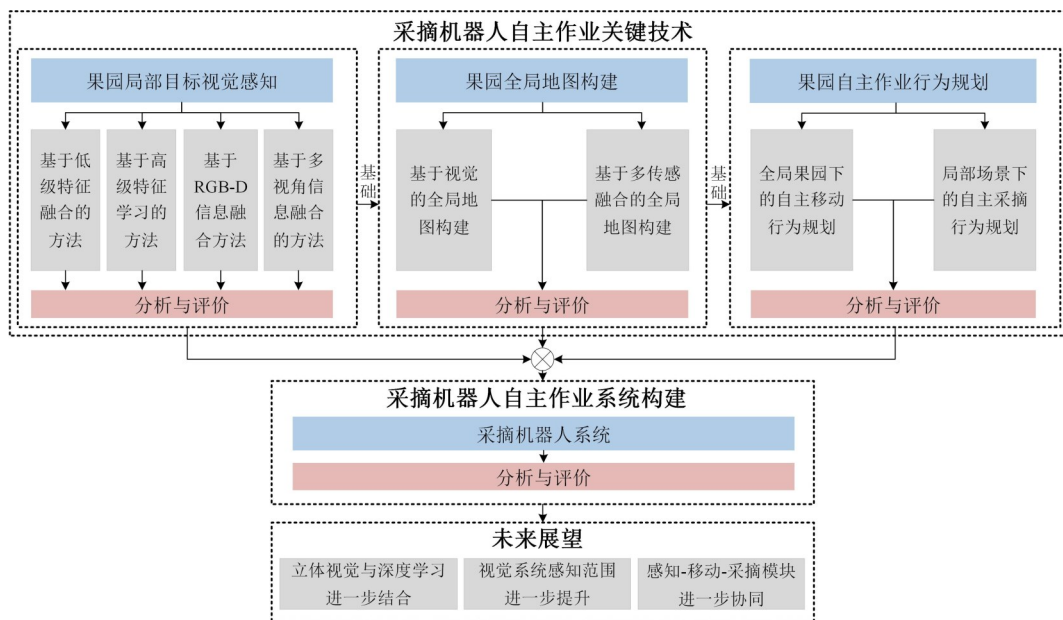 采摘机器人自主作业关键技术
果园局部目标视觉感知
基于低
级特征
融合的
方法
基于高
级特征
学习的
方法
基于
RGB-D
信息融
合方法
基于多
视角信
息融合
的方法
分析与评价
基
础
果园全局地图构建
基于视觉
的全局地
图构建
基于多传感
融合的全局
地图构建
分析与评价
基
础
果园自主作业行为规划
全局果园下
的自主移动
行为规划
局部场景下
的自主采摘
行为规划
分析与评价
采摘机器人自主作业系统构建
采摘机器人系统
分析与评价
未来展望
立体视觉与深度学习
进一步结合
视觉系统感知范围
进一步提升
感知-移动-采摘模块
进一步协同